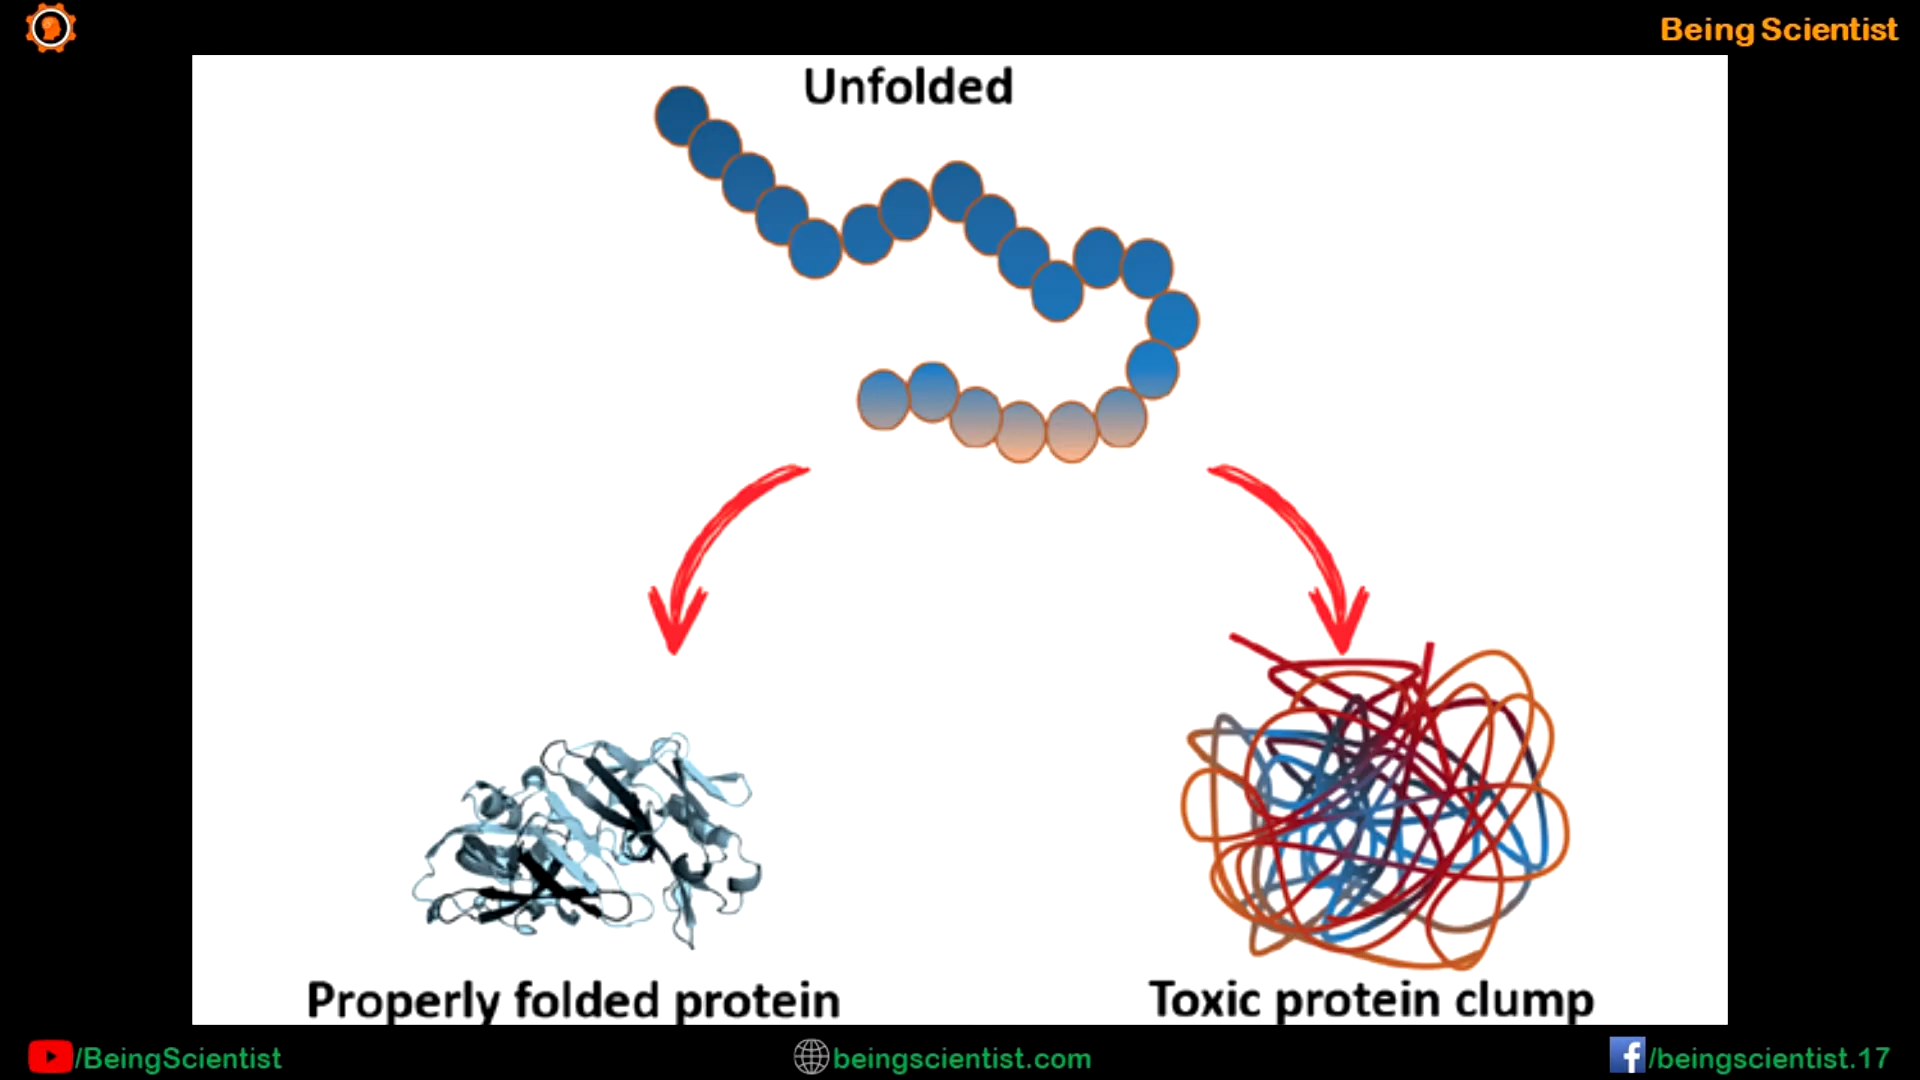 Being Scientist
Unfolded
Properly folded protein
Toxic protein clump
/BeingScientist
beingscientist.com
/beingscientist.17